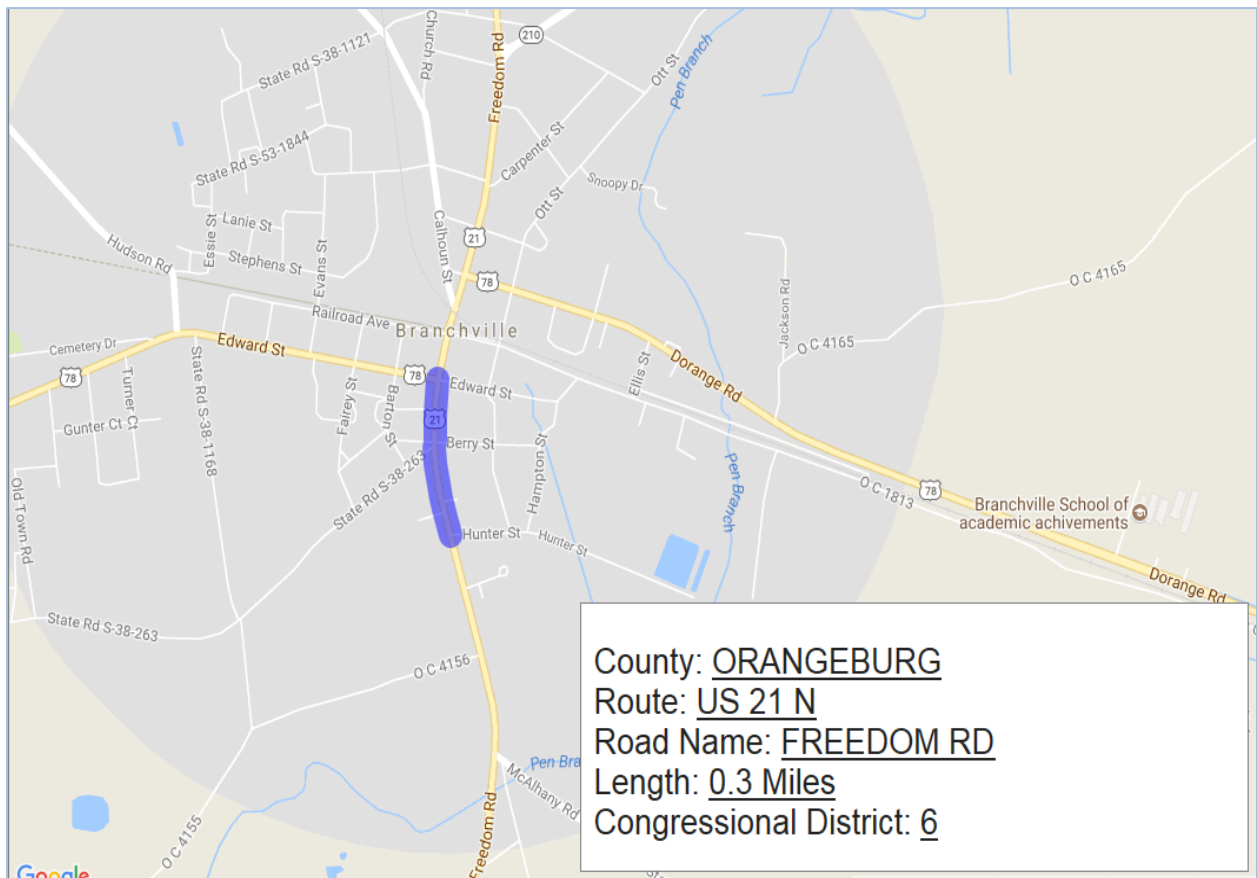 Church Rd
Freedom Rd
210
Ott St
Pen Branch
State Rd S-38-1121
State Rd S-53-1844
Carpenter St
Snoopy Dr
Ott St
Essie St
Lanie St
Stephens St
Evans St
Calhoun St
21
78
Hudson Rd
Jackson Rd
O C 4165
O C 4165
Railroad Ave
Branchville
Cemetery Dr
Edward St
78
78
Edward St
Ellis St
Dorange Rd
Turner Ct
Gunter Ct
State Rd S-38-1168
Fairey St
Barton St
21
Berry St
Hampton St
State Rd S-38-263
Pen Branch
O C 1813
78
Branchville School of
academic achivements
Old Town Rd
Hunter St
Hunter St
Dorange Rd
State Rd S-38-263
O C 4156
Pen Bra
McAlhany Rd
O C 4155
Freedom Rd
Google
County: ORANGEBURG
Route: US 21 N
Road Name: FREEDOM RD
Length: 0.3 Miles
Congressional District: 6